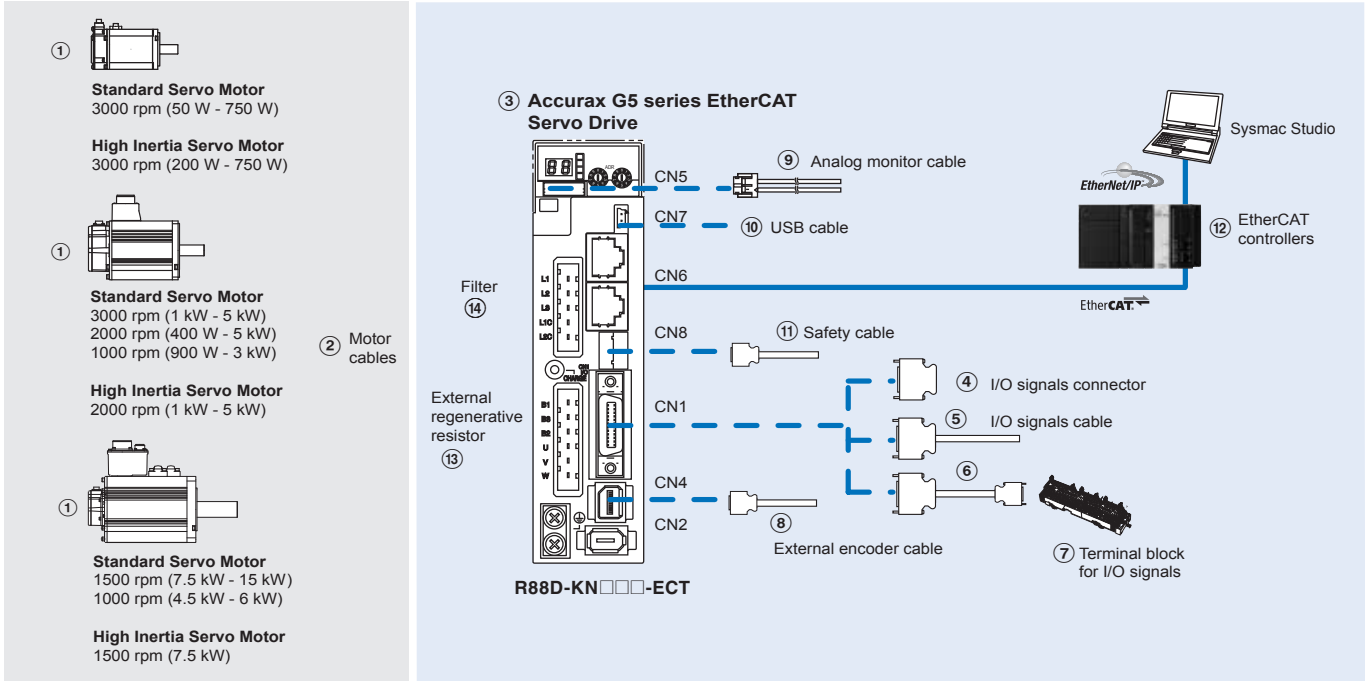 ①
Standard Servo Motor
3000 rpm (50 W - 750 W)
High Inertia Servo Motor
3000 rpm (200 W - 750 W)
①
Standard Servo Motor
3000 rpm (1 kW - 5 kW)
2000 rpm (400 W - 5 kW)
1000 rpm (900 W - 3 kW)
High Inertia Servo Motor
2000 rpm (1 kW - 5 kW)
①
Standard Servo Motor
1500 rpm (7.5 kW - 15 kW)
1000 rpm (4.5 kW - 6 kW)
High Inertia Servo Motor
1500 rpm (7.5 kW)
② Motor
cables
③ Accurax G5 series EtherCAT
Servo Drive
88
ADR
Filter
⑭
L1
L2
L3
L1C
L2C
CHARGE
External
regenerative
resistor
⑬
B1
B3
B2
U
V
W
CN5
CN7
CN6
CN8
CN1
CN4
CN2
R88D-KN□□□-ECT
⑨ Analog monitor cable
⑩ USB cable
⑪ Safety cable
④ I/O signals connector
⑤ I/O signals cable
⑥
⑦ Terminal block
for I/O signals
⑧
External encoder cable
Sysmac Studio
EtherNet/IP
⑫ EtherCAT
controllers
EtherCAT